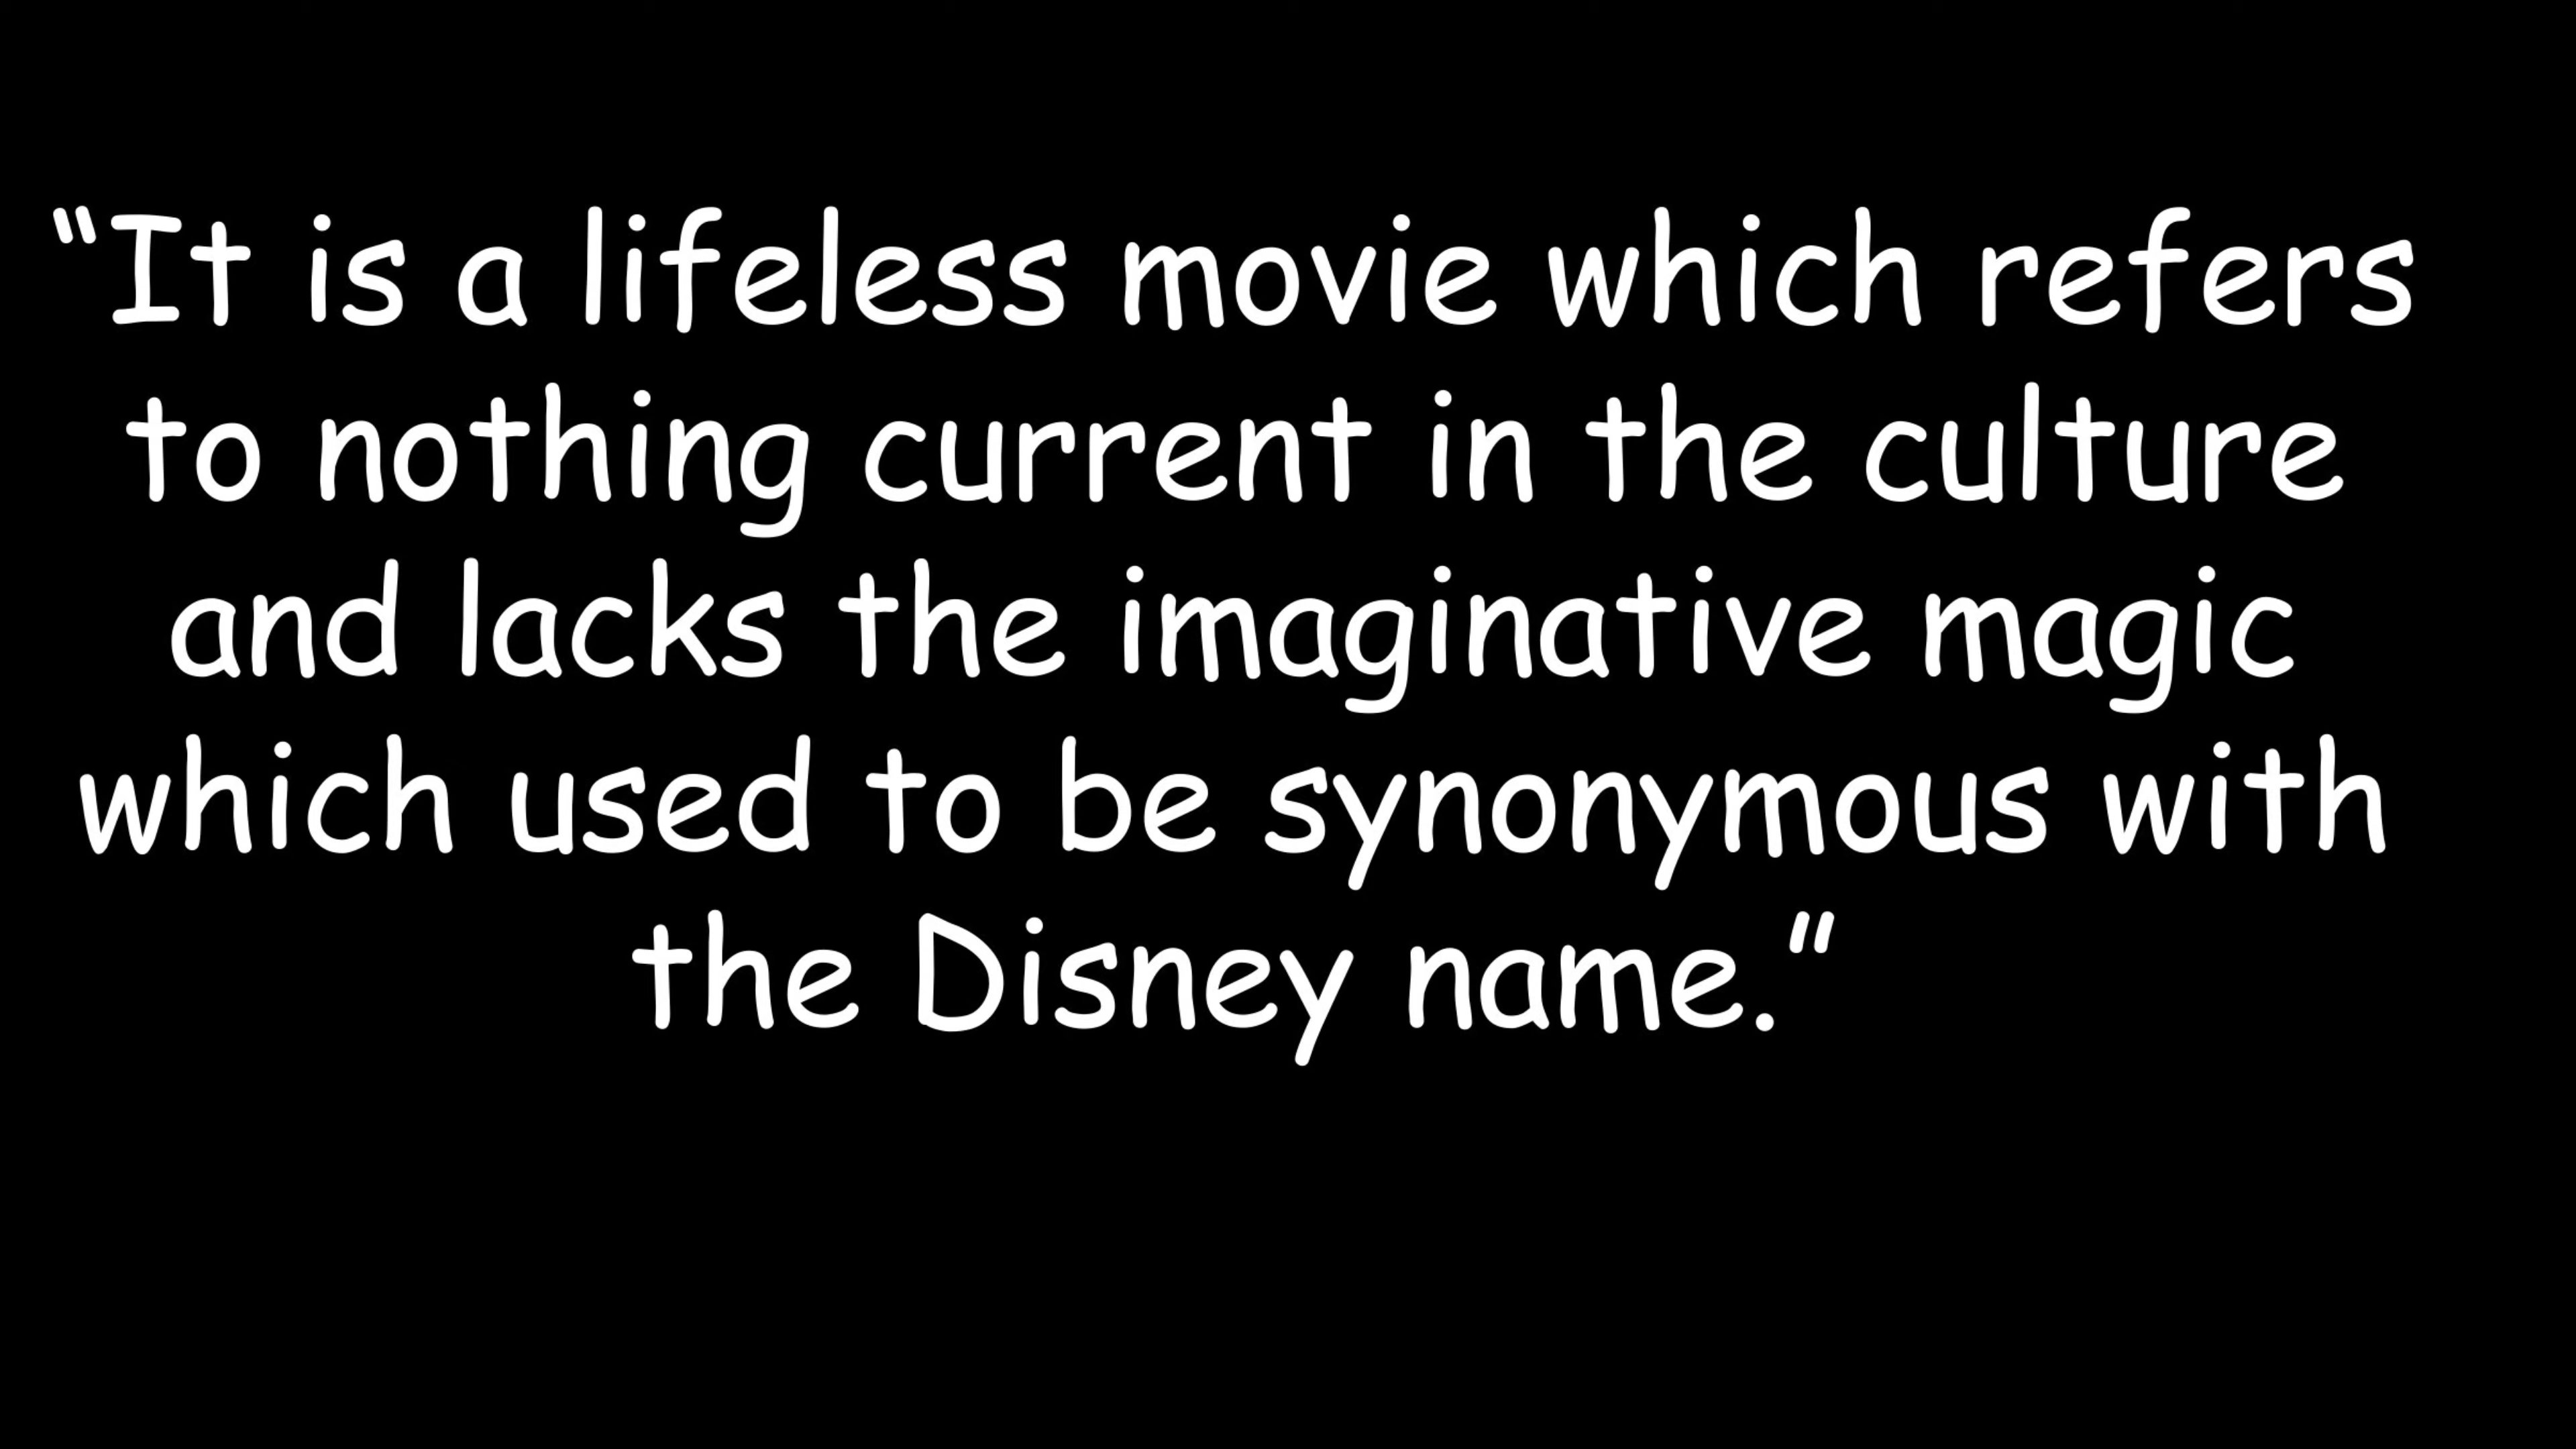 “It is a lifeless movie which refers
to nothing current in the culture
and lacks the imaginative magic
which used to be synonymous with
the Disney name.”